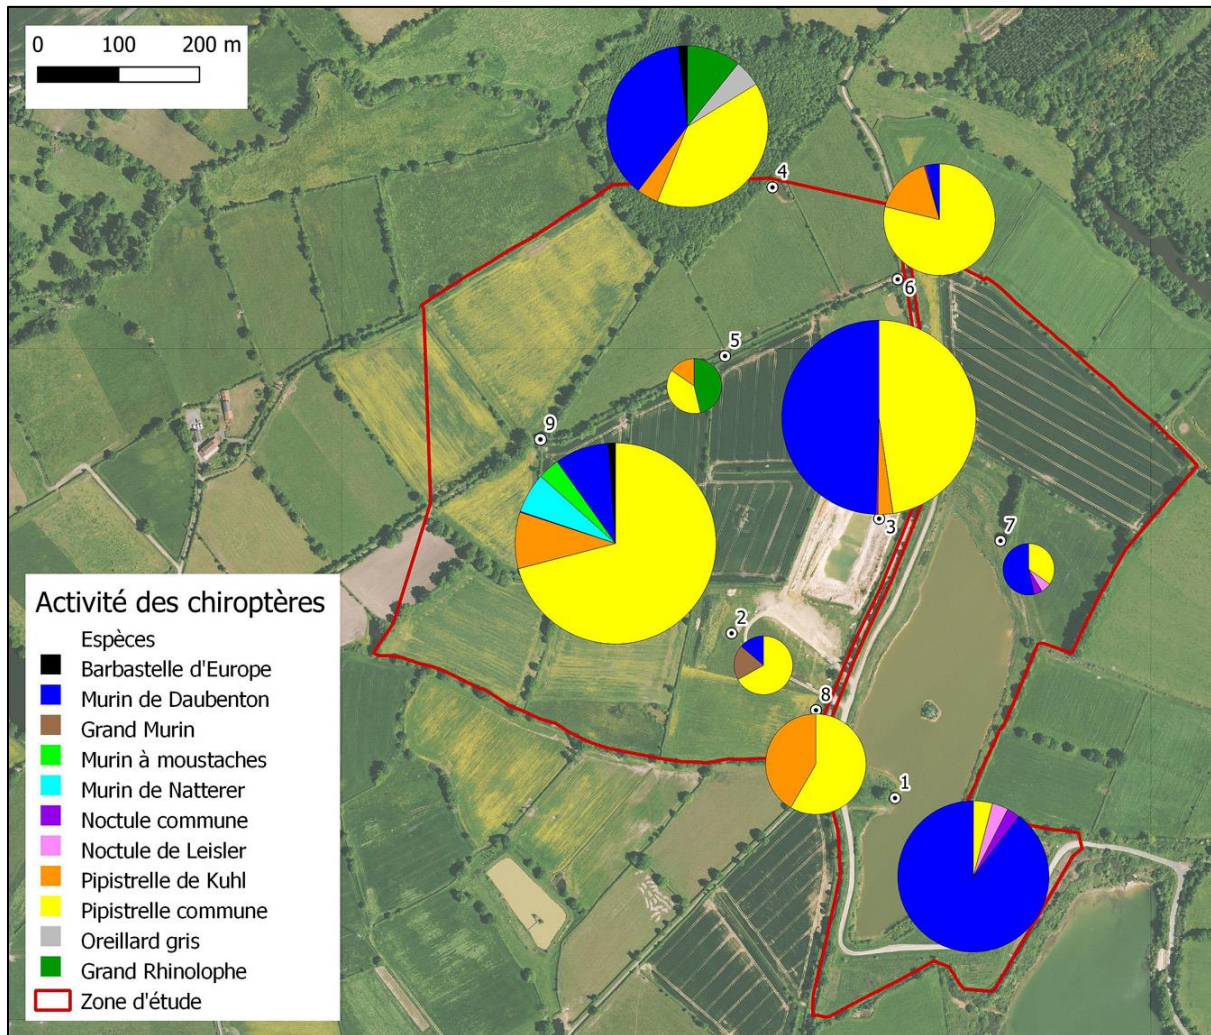 0 100 200 m
4
6
5
9
3
7
2
8
1
Activité des chiroptères
Espèces
Barbastelle d'Europe
Murin de Daubenton
Grand Murin
Murin à moustaches
Murin de Natterer
Noctule commune
Noctule de Leisler
Pipistrelle de Kuhl
Pipistrelle commune
Oreillard gris
Grand Rhinolophe
Zone d'étude